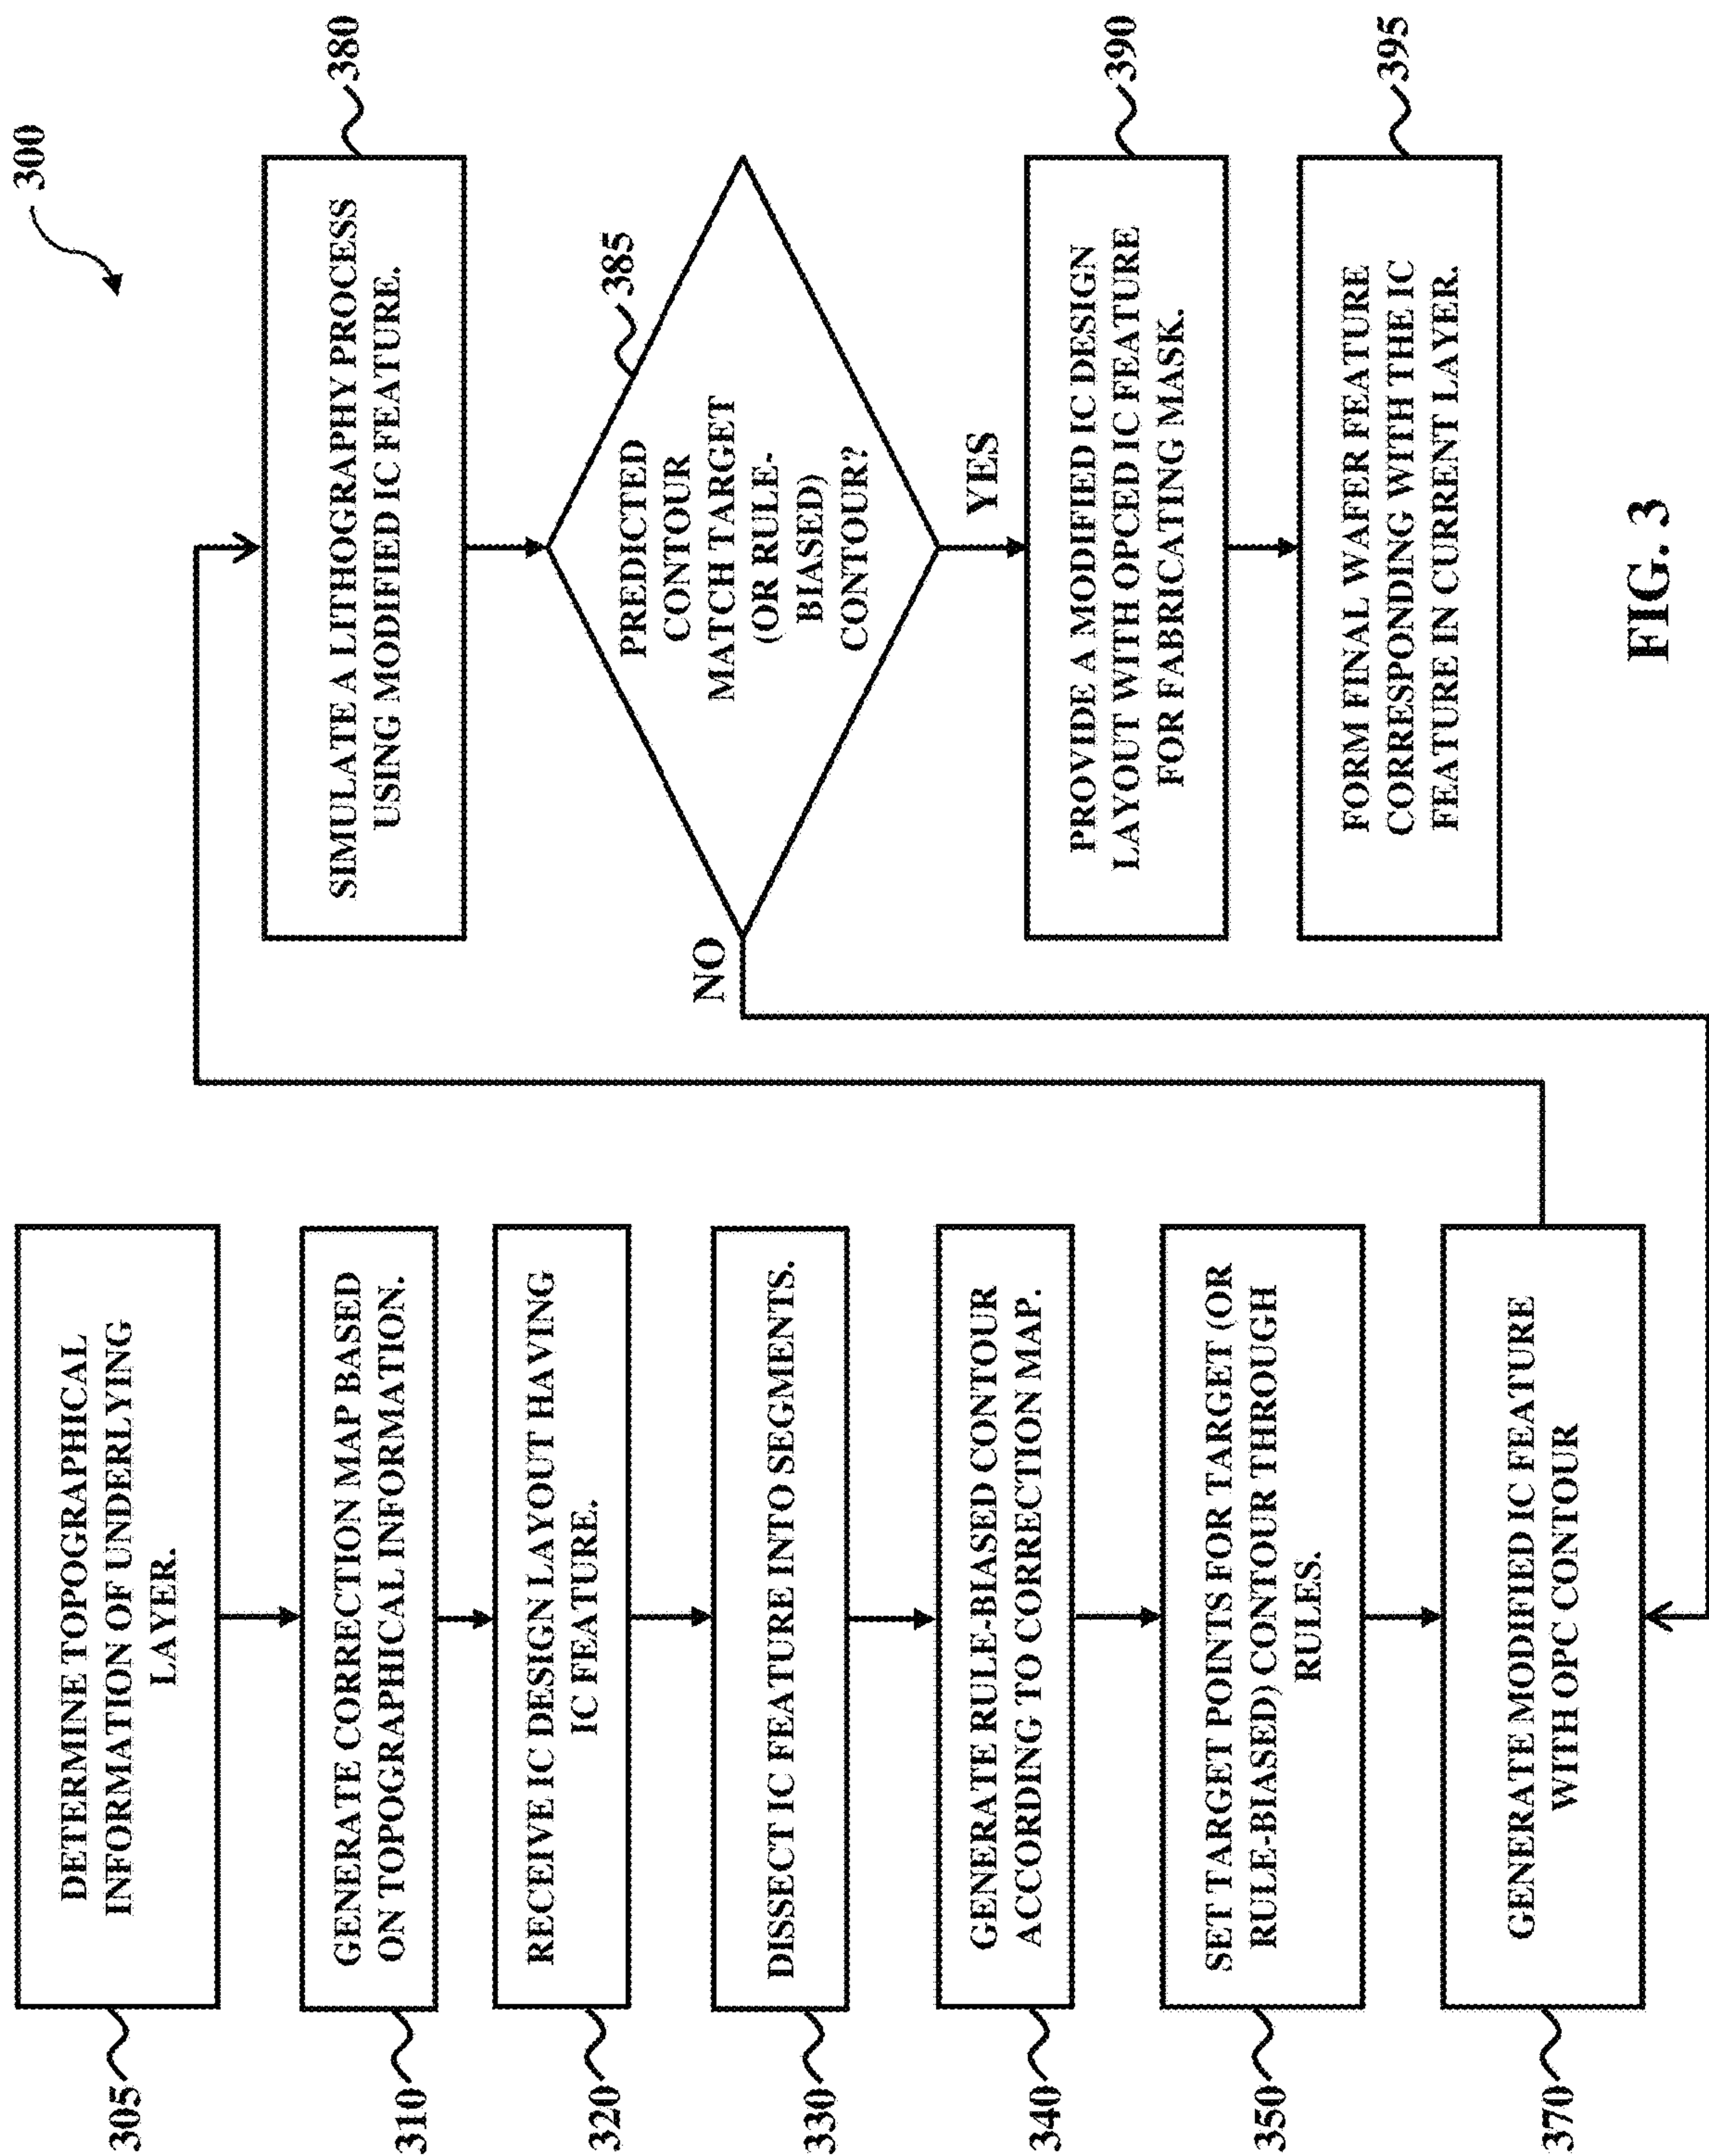 300
305
DETERMINE TOPOGRAPHICAL
INFORMATION OF UNDERLYING
LAYER.
310
GENERATE CORRECTION MAP BASED
ON TOPOGRAPHICAL INFORMATION.
320
RECEIVE IC DESIGN LAYOUT HAVING
IC FEATURE.
330
DISSECT IC FEATURE INTO SEGMENTS.
340
GENERATE RULE-BIASED CONTOUR
ACCORDING TO CORRECTION MAP.
350
SET TARGET POINTS FOR TARGET (OR
RULE-BIASED) CONTOUR THROUGH
RULES.
370
GENERATE MODIFIED IC FEATURE
WITH OPC CONTOUR
380
SIMULATE A LITHOGRAPHY PROCESS
USING MODIFIED IC FEATURE.
385
PREDICTED
CONTOUR
MATCH TARGET
(OR RULE-
BIASED)
CONTOUR?
NO
YES
390
PROVIDE A MODIFIED IC DESIGN
LAYOUT WITH OPCED IC FEATURE
FOR FABRICATING MASK.
395
FORM FINAL WAFER FEATURE
CORRESPONDING WITH THE IC
FEATURE IN CURRENT LAYER.
FIG. 3